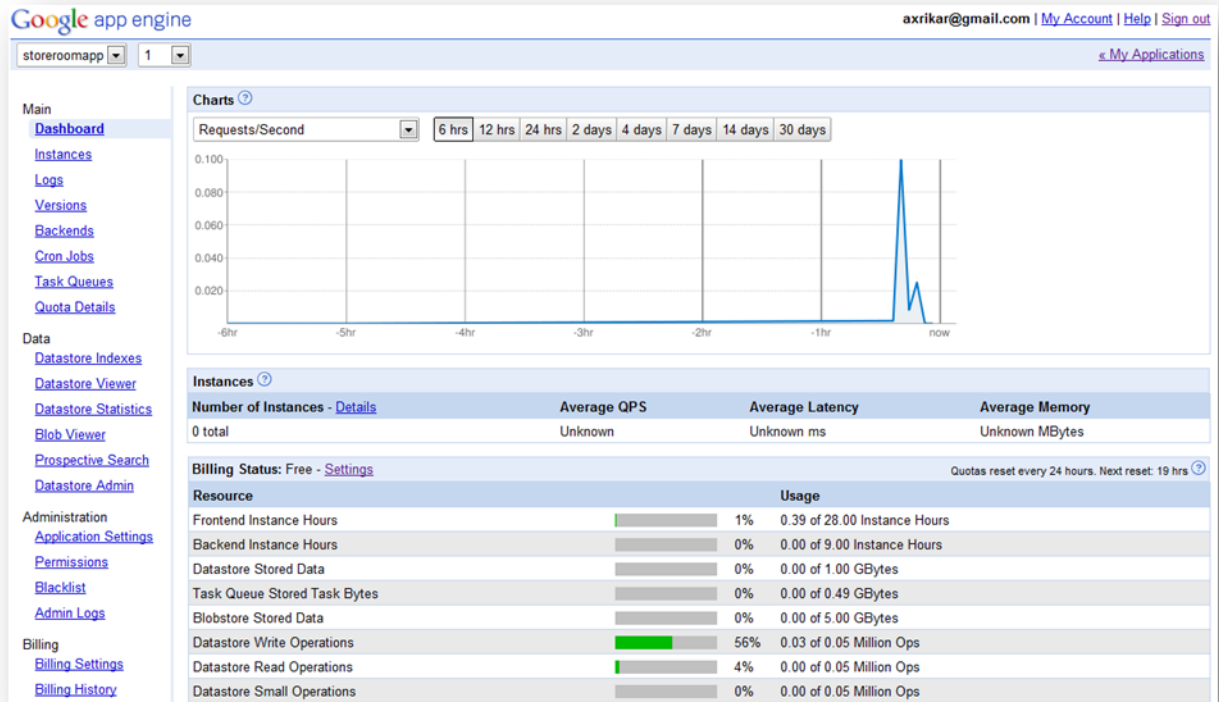 Google app engine
axrikar@gmail.com | My Account | Help | Sign out
storeroomapp 1
« My Applications
Main
Dashboard
Instances
Logs
Versions
Backends
Cron Jobs
Task Queues
Quota Details
Data
Datastore Indexes
Datastore Viewer
Datastore Statistics
Blob Viewer
Prospective Search
Datastore Admin
Administration
Application Settings
Permissions
Blacklist
Admin Logs
Billing
Billing Settings
Billing History
Charts ?
Requests/Second 6 hrs 12 hrs 24 hrs 2 days 4 days 7 days 14 days 30 days
0.100
0.080
0.060
0.040
0.020
-6hr -5hr -4hr -3hr -2hr -1hr now
Instances ?
Number of Instances - Details Average QPS Average Latency Average Memory
0 total Unknown Unknown ms Unknown MBytes
Billing Status: Free - Settings Quotas reset every 24 hours. Next reset: 19 hrs ?
Resource Usage
Frontend Instance Hours 1% 0.39 of 28.00 Instance Hours
Backend Instance Hours 0% 0.00 of 9.00 Instance Hours
Datastore Stored Data 0% 0.00 of 1.00 GBytes
Task Queue Stored Task Bytes 0% 0.00 of 0.49 GBytes
Blobstore Stored Data 0% 0.00 of 5.00 GBytes
Datastore Write Operations 56% 0.03 of 0.05 Million Ops
Datastore Read Operations 4% 0.00 of 0.05 Million Ops
Datastore Small Operations 0% 0.00 of 0.05 Million Ops